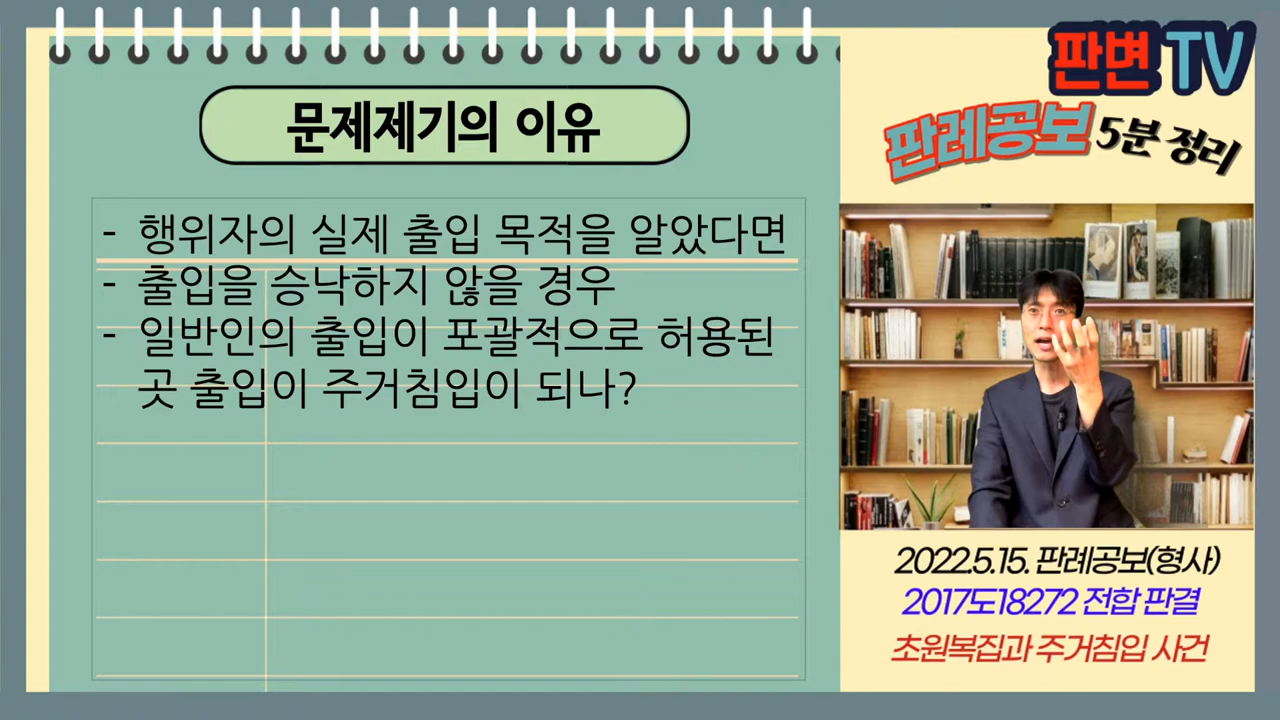 문제제기의 이유
- 행위자의 실제 출입 목적을 알았다면
- 출입을 승낙하지 않을 경우
- 일반인의 출입이 포괄적으로 허용된
곳 출입이 주거침입이 되나?
판변 TV
판례공보 5분 정리
2022.5.15. 판례공보(형사)
2017도18272 전합 판결
초원복집과 주거침입 사건